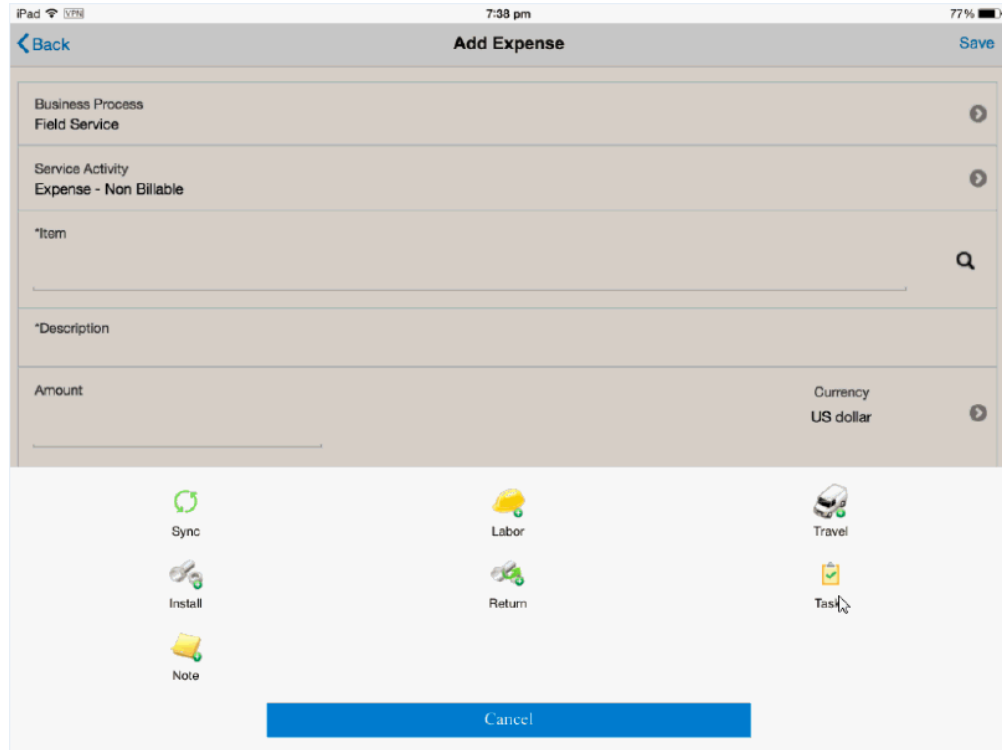 iPad VPN 7:38 pm 77%
Back Add Expense Save
Business Process
Field Service
Service Activity
Expense - Non Billable
*Item
*Description
Amount Currency
US dollar
Sync Labor Travel
Install Return Task
Note
Cancel